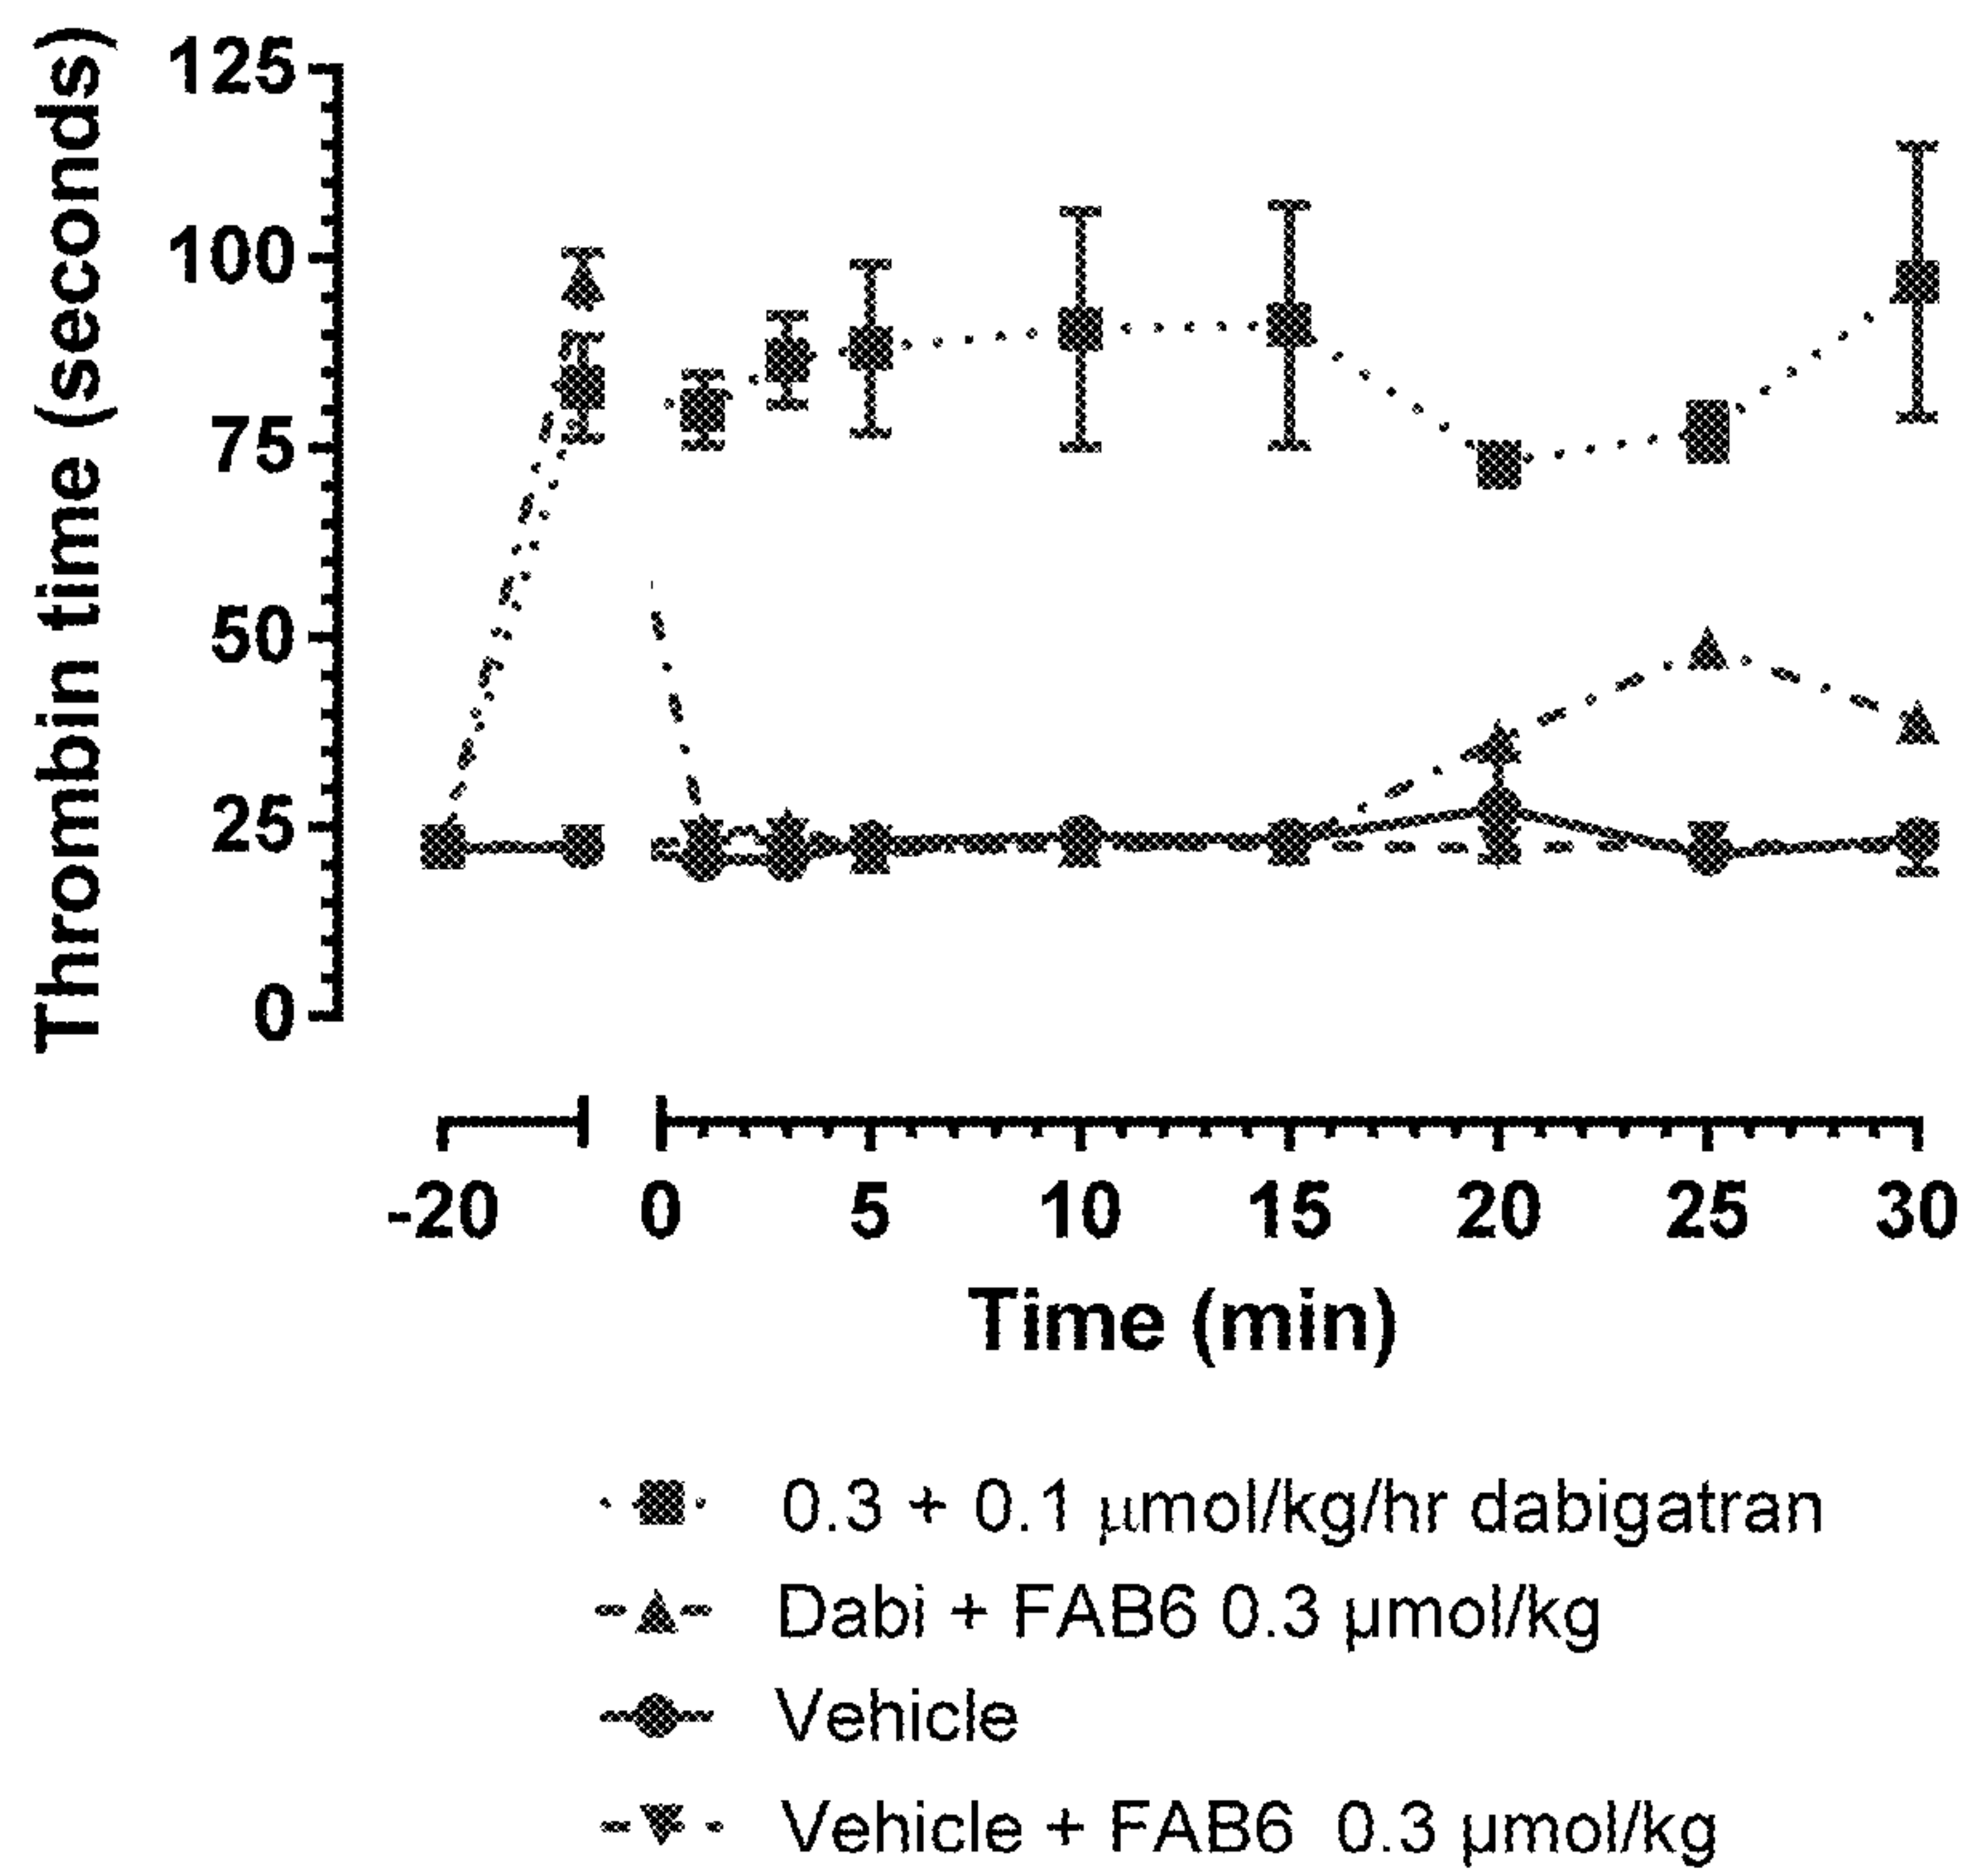 Thrombin time (seconds)
125
100
75
50
25
0
-20 0 5 10 15 20 25 30
Time (min)
0.3 + 0.1 µmol/kg/hr dabigatran
Dabi + FAB6 0.3 µmol/kg
Vehicle
Vehicle + FAB6 0.3 µmol/kg